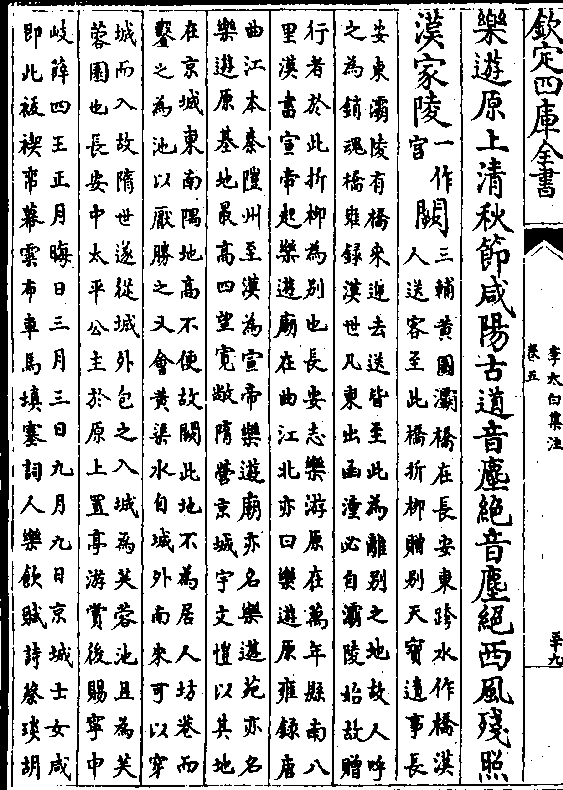 欽定四庫全書
李太白集注
卷五
樂遊原上清秋節咸陽古道音塵絕音塵絕西風殘照
漢家陵一作宮闕
三輔黄圖灞橋在長安東跨水作橋漢
人送客至此橋折柳贈别天寳遺事長
安東灞陵有橋來迎去送皆至此為離别之地故人呼
之為銷魂橋雍錄漢世凡東出函潼必自灞陵始故贈
行者於此折柳為别也長安志樂游原在萬年縣南八
里漢書宣帝起樂遊廟在曲江北亦曰樂遊原雍錄唐
曲江本秦隑州至漢為宣帝樂遊廟亦名樂遊苑亦名
樂遊原基地最高四望寛敞隋營京城宇文愷以其地
在京城東南隅地高不便故闕此地不為居人坊巷而
鑿之為池以厭勝之又會黄渠水自城外南來可以穿
城而入故隋世遂從城外包之入城為芙蓉池且為芙
蓉園也長安中太平公主於原上置亭游賞後賜寧申
岐薛四王正月晦日三月三日九月九日京城士女咸
即此祓禊帟幕雲布車馬填塞詞人樂飲賦詩蔡琰胡